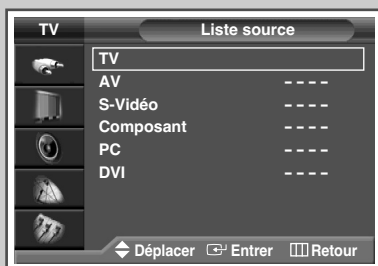 TV Liste source
TV
AV - - - -
S-Vidéo - - - -
Composant - - - -
PC - - - -
DVI - - - -
Déplacer Entrer Retour